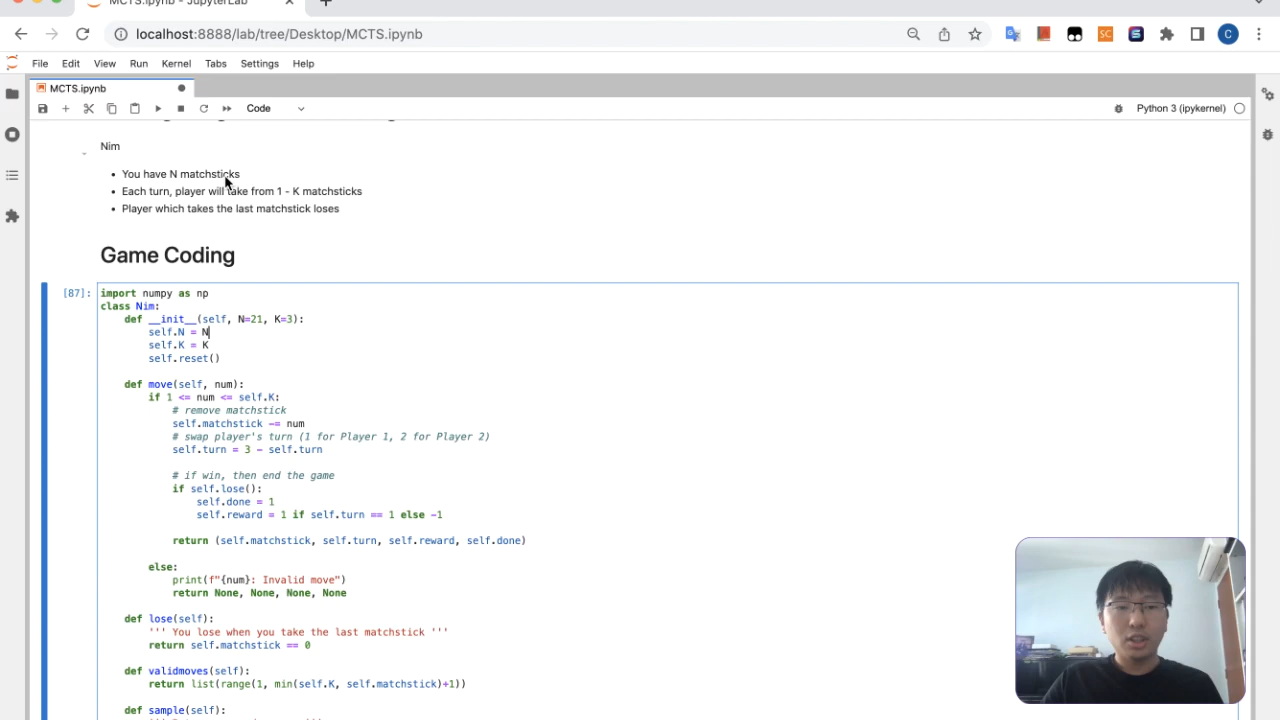 MCTS.ipynb - JupyterLab
localhost:8888/lab/tree/Desktop/MCTS.ipynb
SC
C
File Edit View Run Kernel Tabs Settings Help
MCTS.ipynb
Code
Python 3 (ipykernel)
Nim
• You have N matchsticks
• Each turn, player will take from 1 - K matchsticks
• Player which takes the last matchstick loses
Game Coding
[87]:
import numpy as np
class Nim:
    def __init__(self, N=21, K=3):
        self.N = N
        self.K = K
        self.reset()
    def move(self, num):
        if 1 <= num <= self.K:
            # remove matchstick
            self.matchstick -= num
            # swap player's turn (1 for Player 1, 2 for Player 2)
            self.turn = 3 - self.turn
            # if win, then end the game
            if self.lose():
                self.done = 1
                self.reward = 1 if self.turn == 1 else -1
            return (self.matchstick, self.turn, self.reward, self.done)
        else:
            print(f"{num}: Invalid move")
            return None, None, None, None
    def lose(self):
        ''' You lose when you take the last matchstick '''
        return self.matchstick == 0
    def validmoves(self):
        return list(range(1, min(self.K, self.matchstick)+1))
    def sample(self):